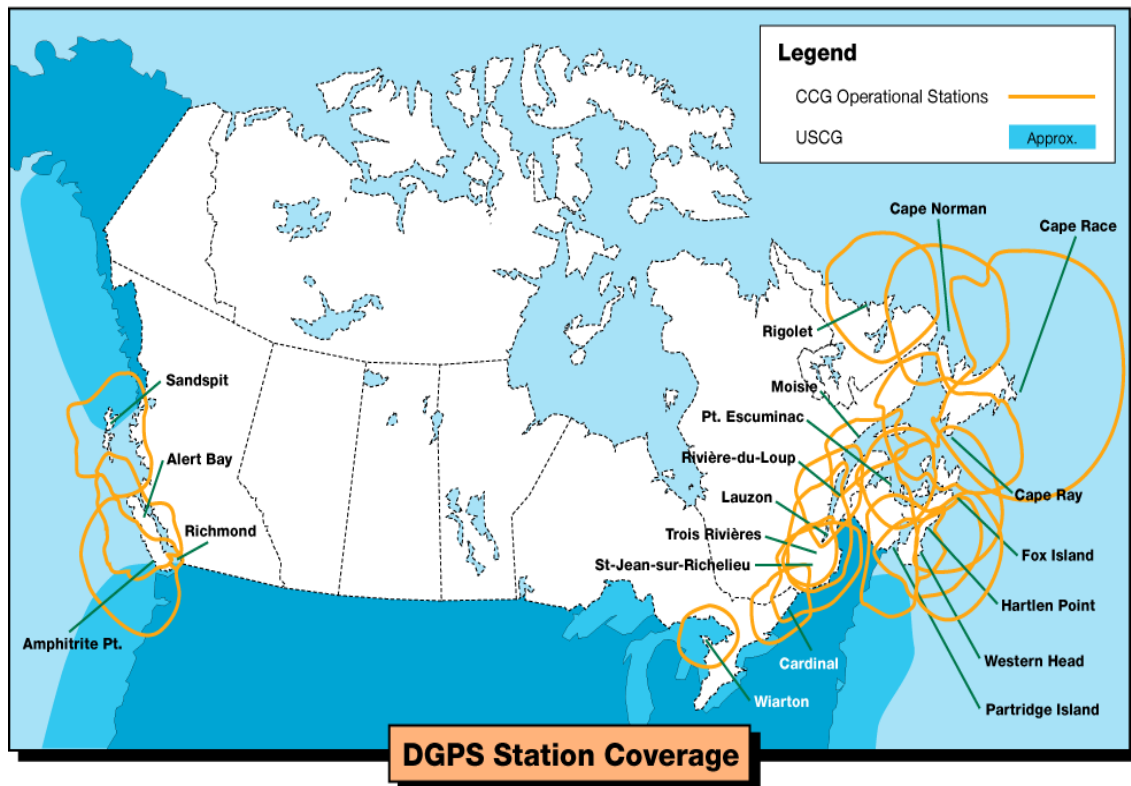 Legend
CCG Operational Stations
USCG
Approx.
Cape Norman
Cape Race
Rigolet
Sandspit
Moisie
Pt. Escuminac
Alert Bay
Rivière-du-Loup
Lauzon
Cape Ray
Richmond
Trois Rivières
Fox Island
St-Jean-sur-Richelieu
Hartlen Point
Amphitrite Pt.
Cardinal
Western Head
Wiarton
Partridge Island
DGPS Station Coverage